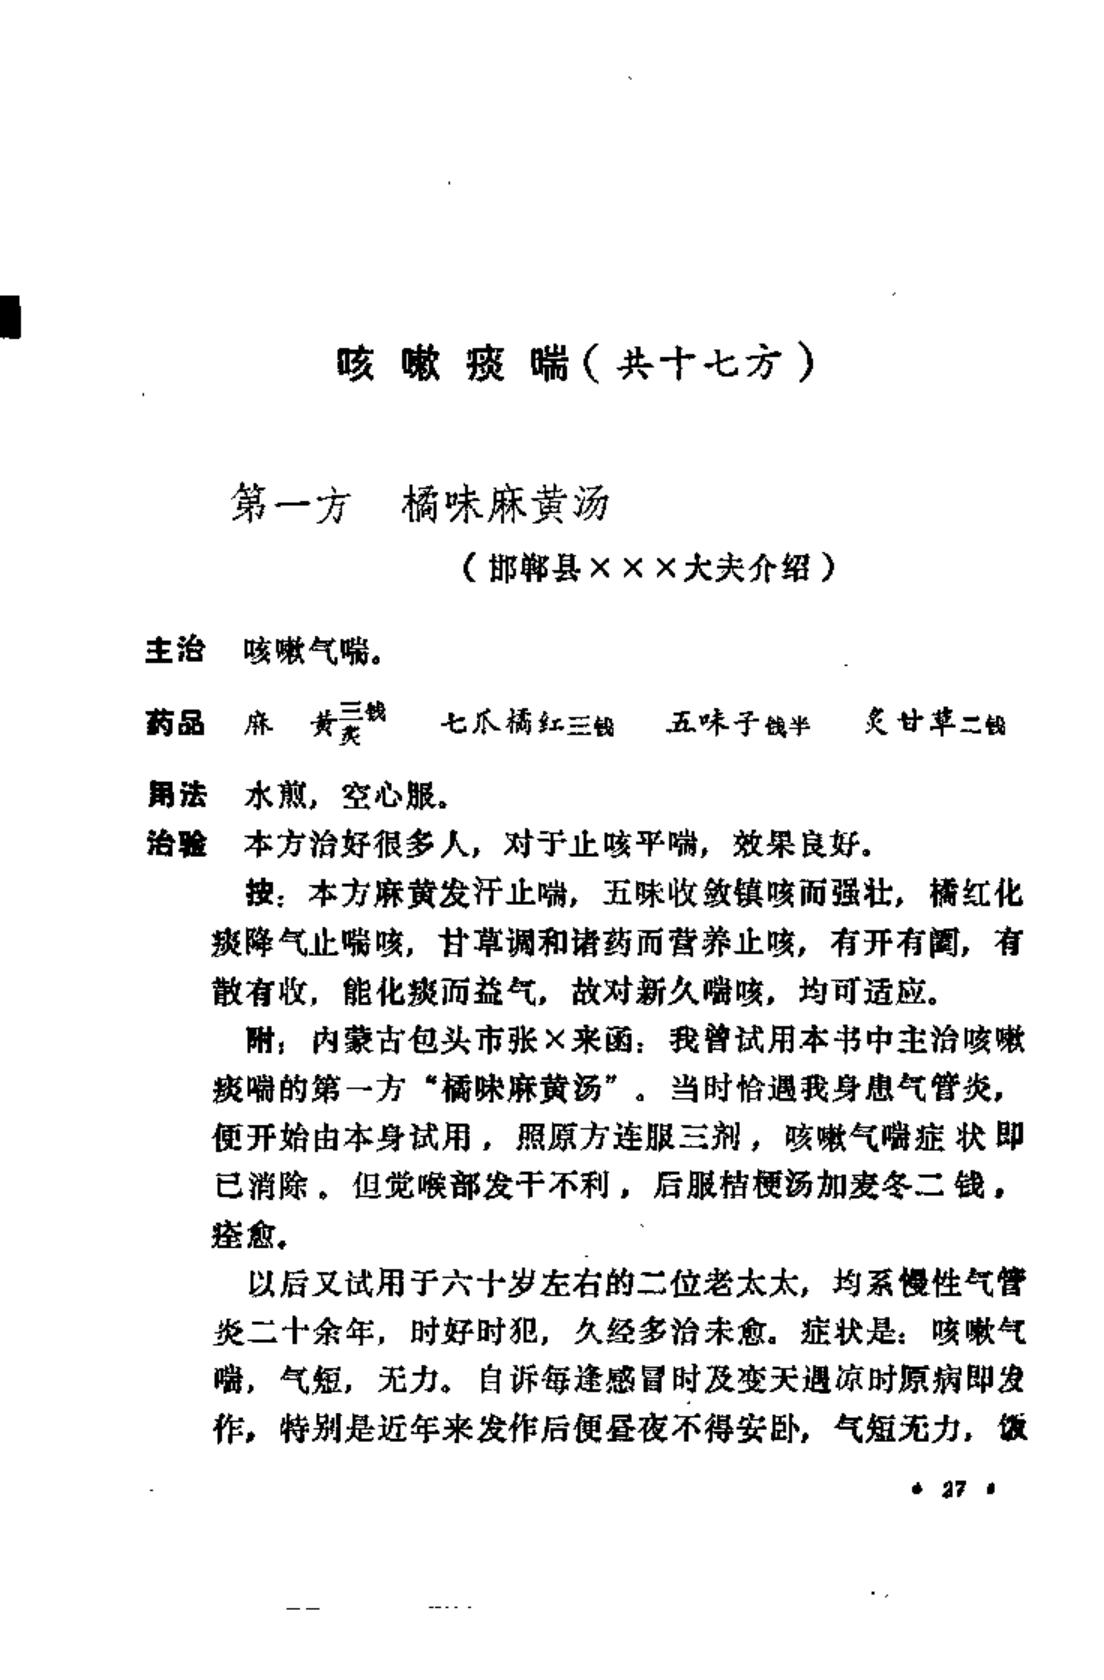 咳嗽痰喘（共十七方）
第一方 橘味麻黄汤
（邯郸县×××大夫介绍）
主治 咳嗽气喘。
药品 麻 黄三钱炙 七爪橘红三钱 五味子钱半 炙甘草二钱
用法 水煎，空心服。
治验 本方治好很多人，对于止咳平喘，效果良好。
按：本方麻黄发汗止喘，五味收敛镇咳而强壮，橘红化
痰降气止喘咳，甘草调和诸药而营养止咳，有开有阖，有
散有收，能化痰而益气，故对新久喘咳，均可适应。
附：内蒙古包头市张×来函：我曾试用本书中主治咳嗽
痰喘的第一方“橘味麻黄汤”。当时恰遇我身患气管炎，
便开始由本身试用，照原方连服三剂，咳嗽气喘症状即
已消除。但觉喉部发干不利，后服桔梗汤加麦冬二钱，
痊愈。
以后又试用于六十岁左右的二位老太太，均系慢性气管
炎二十余年，时好时犯，久经多治未愈。症状是：咳嗽气
喘，气短，无力。自诉每逢感冒时及变天遇凉时原病即发
作，特别是近年来发作后便昼夜不得安卧，气短无力，饭
• 27 •